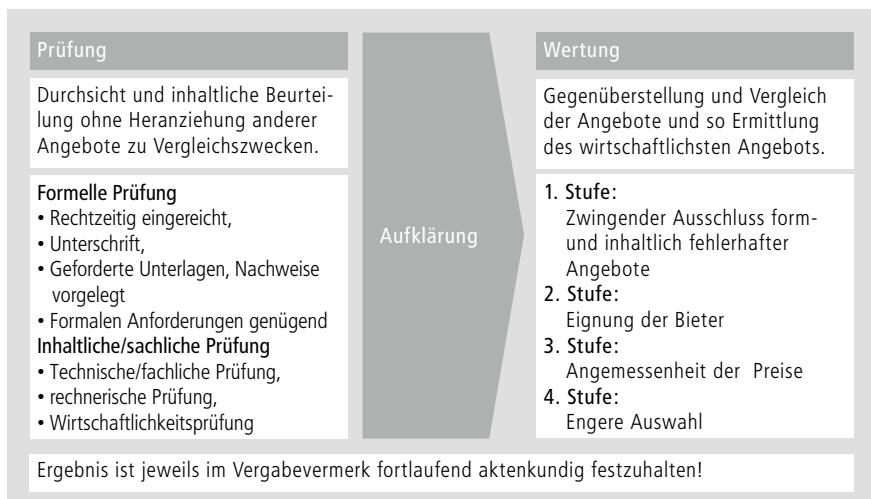 Prüfung
Durchsicht und inhaltliche Beurtei-
lung ohne Heranziehung anderer
Angebote zu Vergleichszwecken.
Formelle Prüfung
• Rechtzeitig eingereicht,
• Unterschrift,
• Geforderte Unterlagen, Nachweise
vorgelegt
• Formalen Anforderungen genügend
Inhaltliche/sachliche Prüfung
• Technische/fachliche Prüfung,
• rechnerische Prüfung,
• Wirtschaftlichkeitsprüfung
Aufklärung
Wertung
Gegenüberstellung und Vergleich
der Angebote und so Ermittlung
des wirtschaftlichsten Angebots.
1. Stufe:
Zwingender Ausschluss form-
und inhaltlich fehlerhafter
Angebote
2. Stufe:
Eignung der Bieter
3. Stufe:
Angemessenheit der Preise
4. Stufe:
Engere Auswahl
Ergebnis ist jeweils im Vergabevermerk fortlaufend aktenkundig festzuhalten!